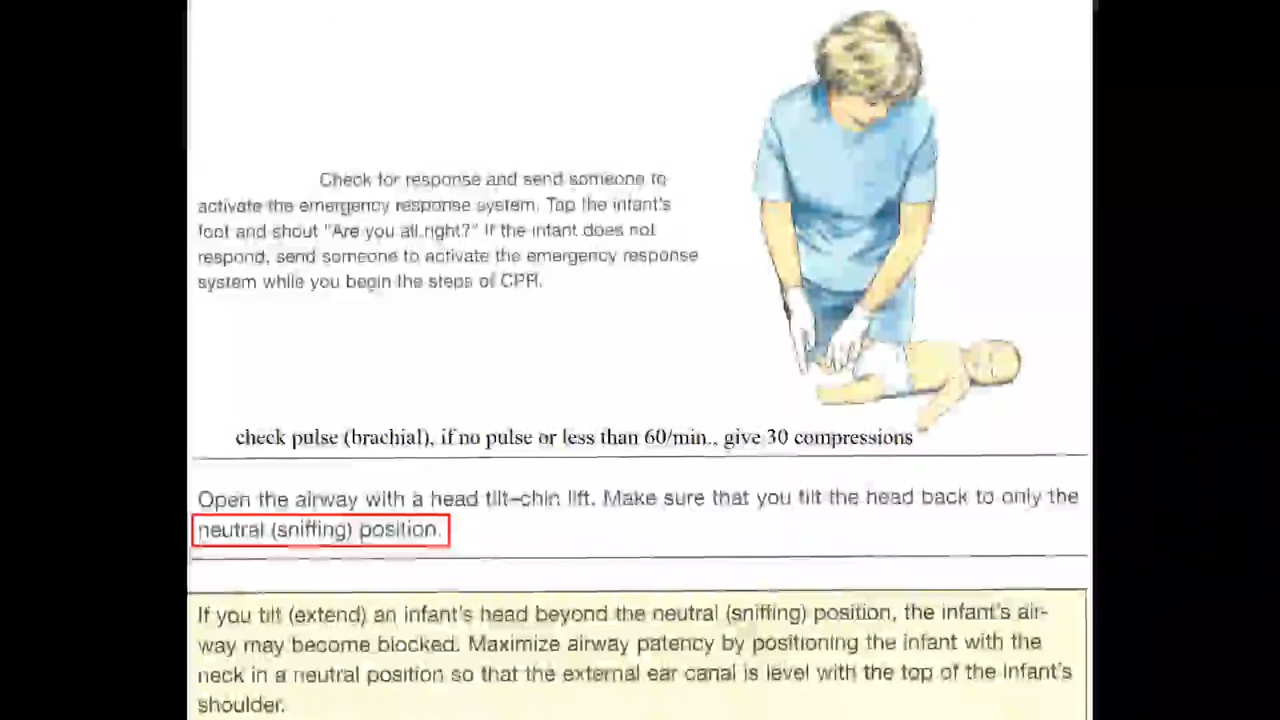 Check for response and send someone to
activate the emergency response system. Tap the infant's
foot and shout "Are you all right?" If the infant does not
respond, send someone to activate the emergency response
system while you begin the steps of CPR.
check pulse (brachial), if no pulse or less than 60/min., give 30 compressions
Open the airway with a head tilt–chin lift. Make sure that you tilt the head back to only the
neutral (sniffing) position.
If you tilt (extend) an infant's head beyond the neutral (sniffing) position, the infant's air-
way may become blocked. Maximize airway patency by positioning the infant with the
neck in a neutral position so that the external ear canal is level with the top of the infant's
shoulder.